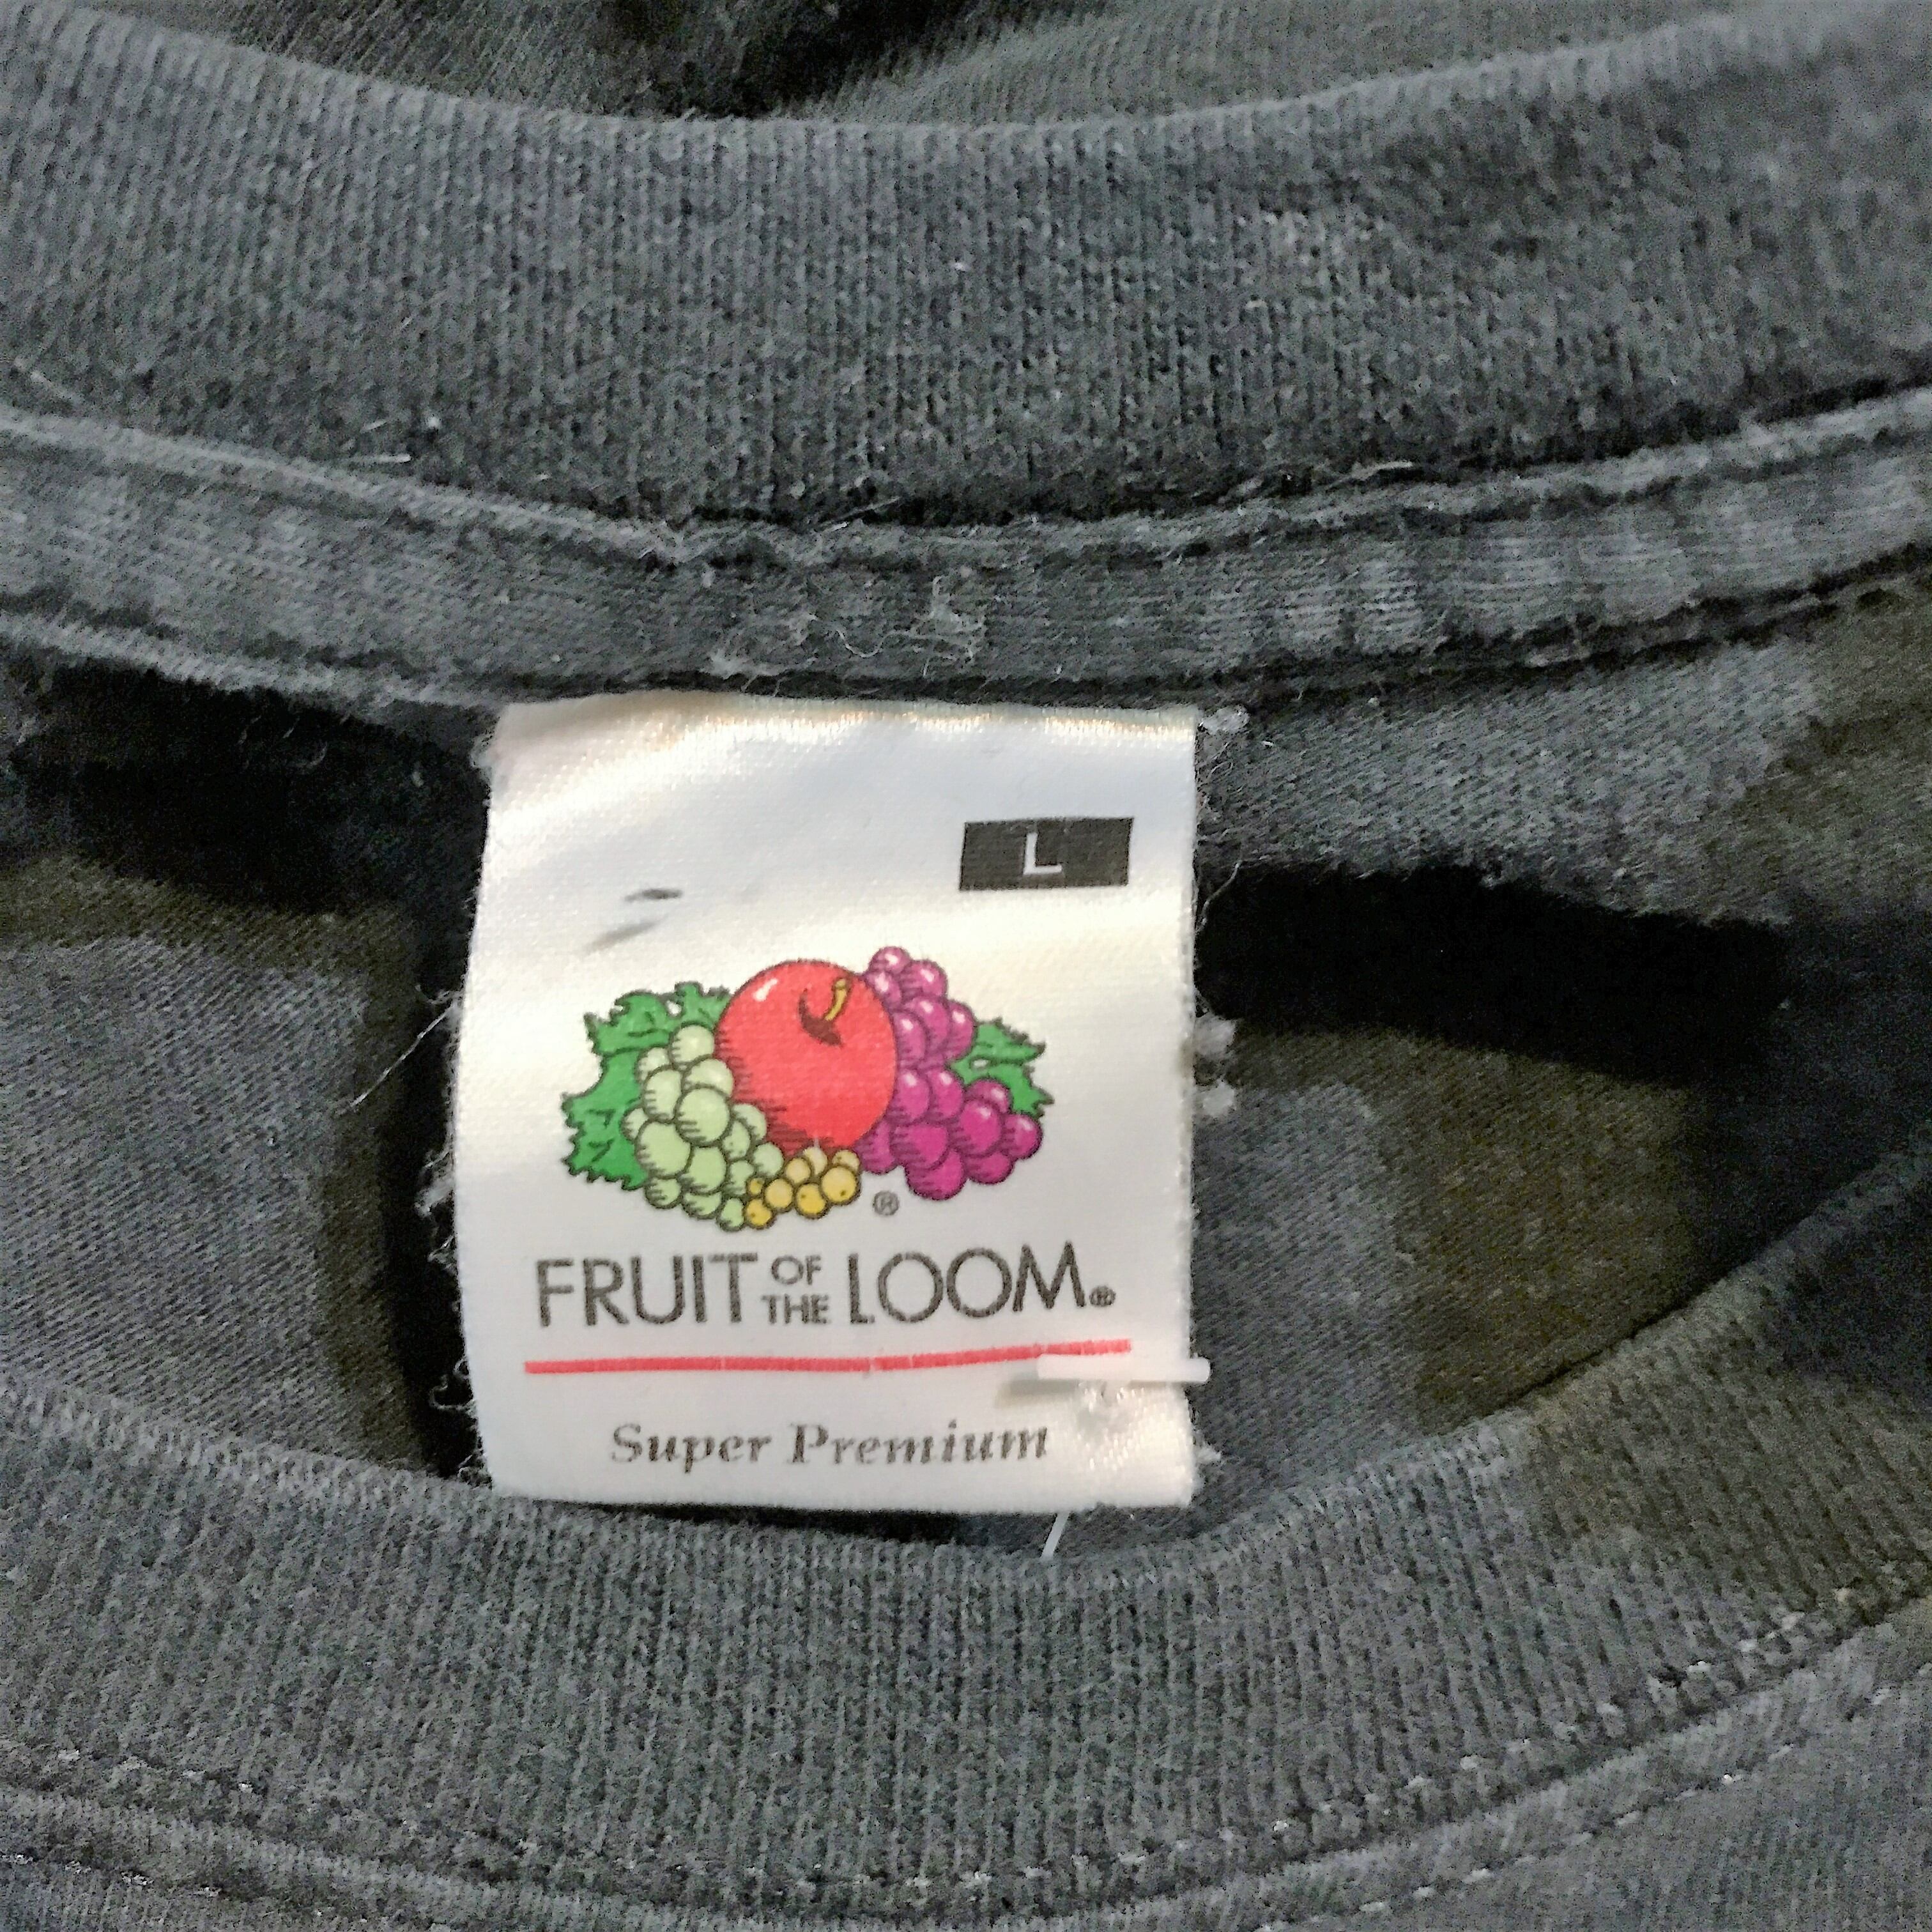 L
®
FRUIT OF THE LOOM®
Super Premium